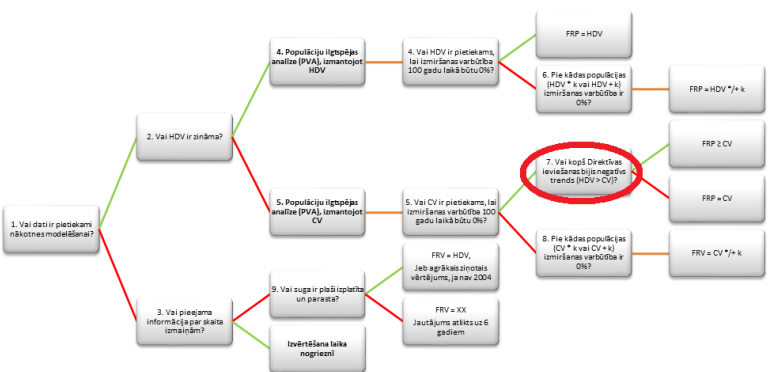 1. Vai dati ir pietiekami
nākotnes modelēšanai?
2. Vai HDV ir zināma?
3. Vai pieejama
informācija par skaita
izmaiņām?
4. Populāciju ilgtspējas
analīze (PVA), izmantojot
HDV
4. Vai HDV ir pietiekams,
lai izmiršanas varbūtība
100 gadu laikā būtu 0%?
FRP = HDV
6. Pie kādas populācijas
(HDV * k vai HDV + k)
izmiršanas varbūtība ir
0%?
FRP = HDV */+ k
5. Populāciju ilgtspējas
analīze (PVA), izmantojot
CV
5. Vai CV ir pietiekams, lai
izmiršanas varbūtība 100
gadu laikā būtu 0%?
7. Vai kopš Direktīvas
ieviešanas bijis negatīvs
trends (HDV > CV)?
FRP ≥ CV
FRP = CV
8. Pie kādas populācijas
(CV * k vai CV + k)
izmiršanas varbūtība ir
0%?
FRV = CV */+ k
9. Vai suga ir plaši izplatīta
un parasta?
FRV = HDV,
Jeb agrākais ziņotais
vērtējums, ja nav 2004
FRV = XX
Jautājums atlikts uz 6
gadiem
Izvērtēšana laika
nogrieznī